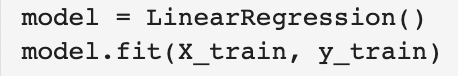 model = LinearRegression()
model.fit(X_train, y_train)